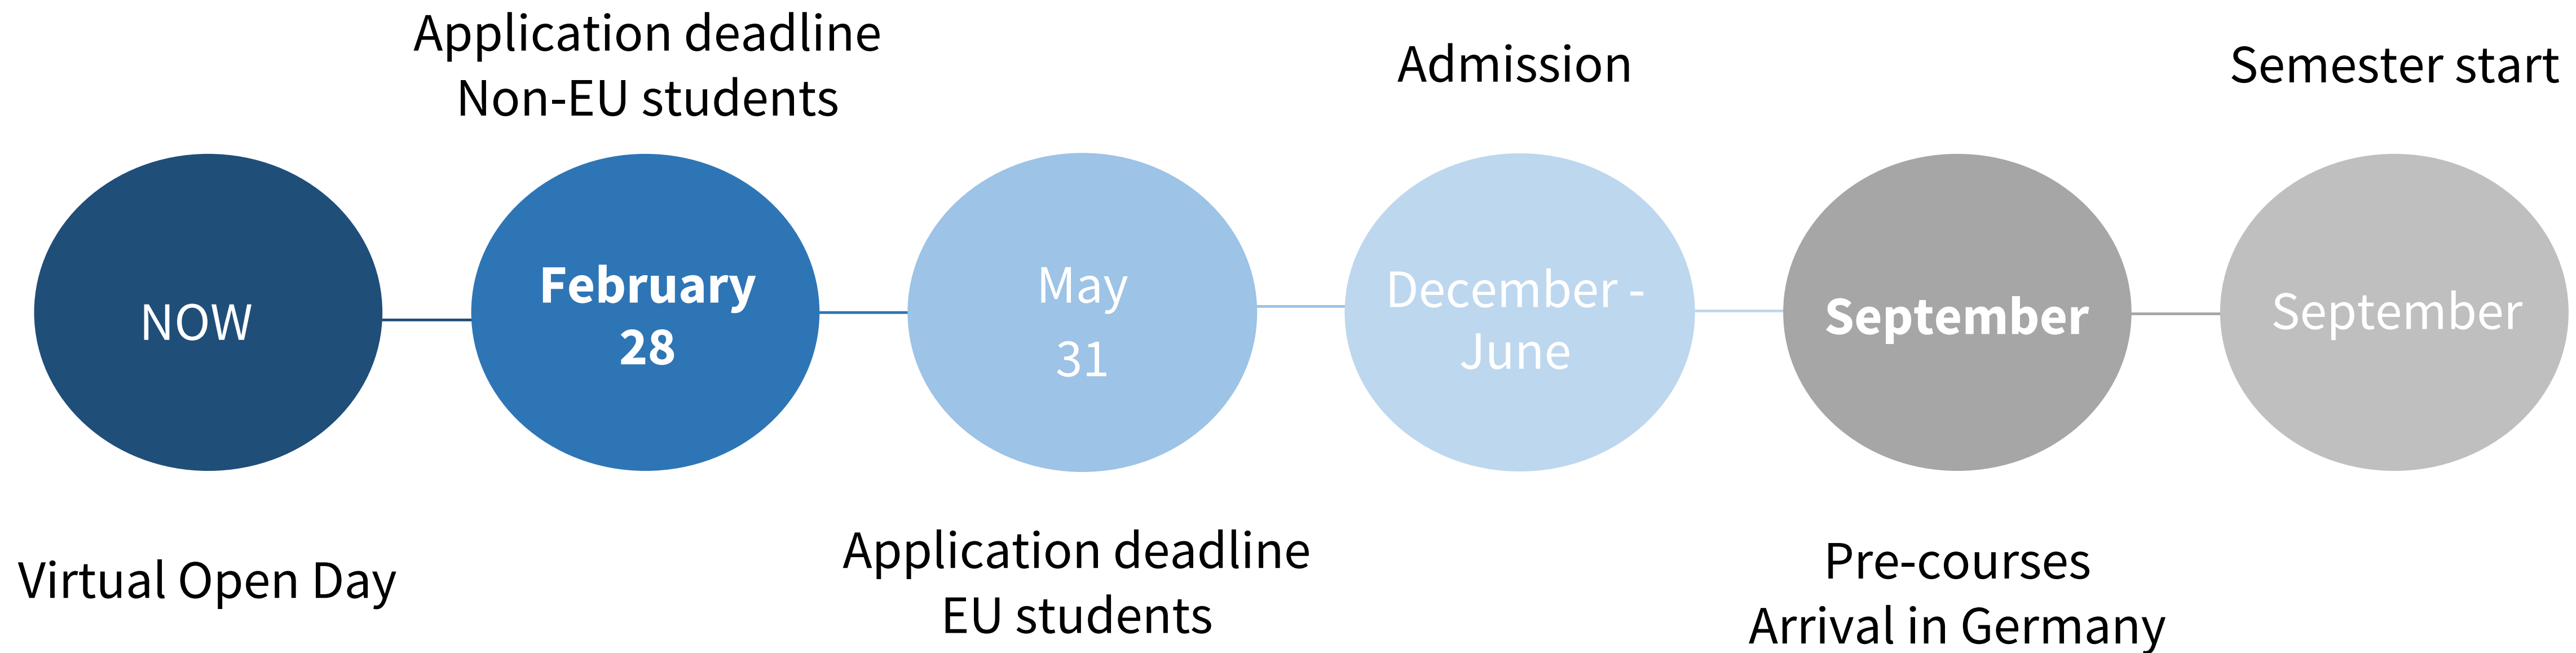 Application deadline
Non-EU students
Admission
Semester start
NOW
February
28
May
31
December -
June
September
September
Virtual Open Day
Application deadline
EU students
Pre-courses
Arrival in Germany